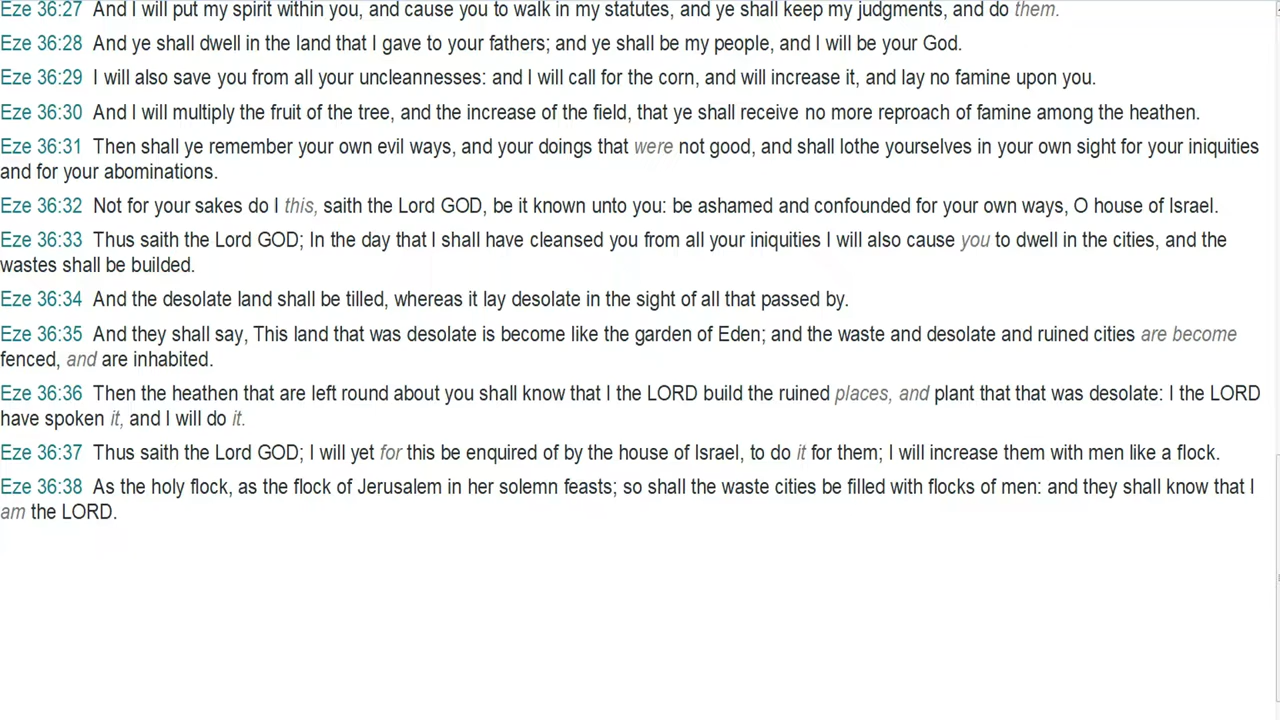 Eze 36:27 And I will put my spirit within you, and cause you to walk in my statutes, and ye shall keep my judgments, and do them.
Eze 36:28 And ye shall dwell in the land that I gave to your fathers; and ye shall be my people, and I will be your God.
Eze 36:29 I will also save you from all your uncleannesses: and I will call for the corn, and will increase it, and lay no famine upon you.
Eze 36:30 And I will multiply the fruit of the tree, and the increase of the field, that ye shall receive no more reproach of famine among the heathen.
Eze 36:31 Then shall ye remember your own evil ways, and your doings that were not good, and shall lothe yourselves in your own sight for your iniquities
and for your abominations.
Eze 36:32 Not for your sakes do I this, saith the Lord GOD, be it known unto you: be ashamed and confounded for your own ways, O house of Israel.
Eze 36:33 Thus saith the Lord GOD; In the day that I shall have cleansed you from all your iniquities I will also cause you to dwell in the cities, and the
wastes shall be builded.
Eze 36:34 And the desolate land shall be tilled, whereas it lay desolate in the sight of all that passed by.
Eze 36:35 And they shall say, This land that was desolate is become like the garden of Eden; and the waste and desolate and ruined cities are become
fenced, and are inhabited.
Eze 36:36 Then the heathen that are left round about you shall know that I the LORD build the ruined places, and plant that that was desolate: I the LORD
have spoken it, and I will do it.
Eze 36:37 Thus saith the Lord GOD; I will yet for this be enquired of by the house of Israel, to do it for them; I will increase them with men like a flock.
Eze 36:38 As the holy flock, as the flock of Jerusalem in her solemn feasts; so shall the waste cities be filled with flocks of men: and they shall know that I
am the LORD.